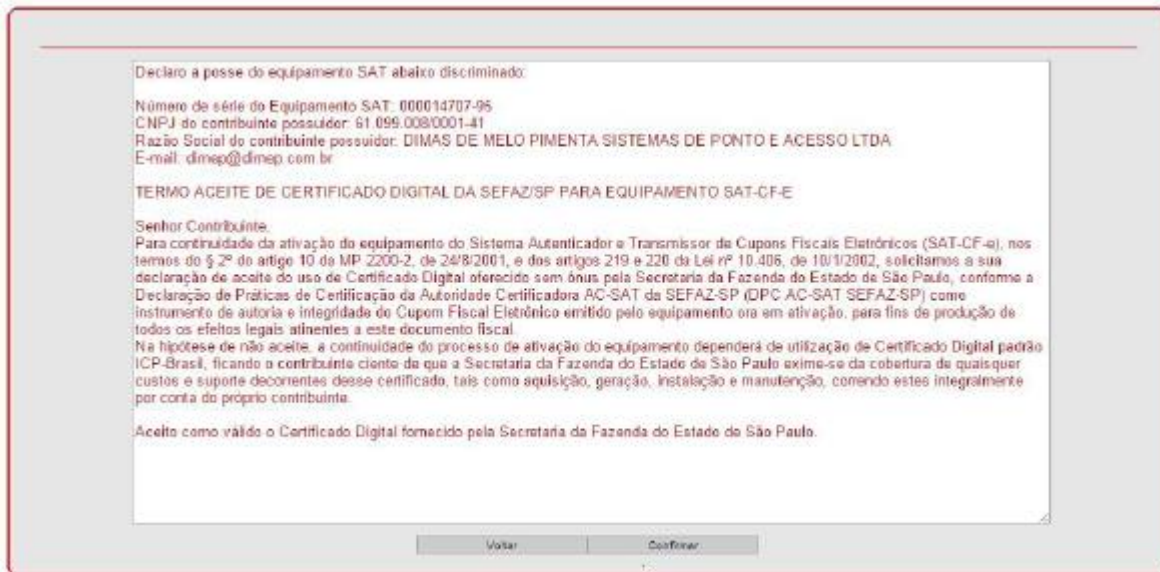 Declaro a posse do equipamento SAT abaixo discriminado:
Número de série do Equipamento SAT: 000014707-95
CNPJ do contribuinte possuidor: 61.099.008/0001-41
Razão Social do contribuinte possuidor: DIMAS DE MELO PIMENTA SISTEMAS DE PONTO E ACESSO LTDA
E-mail: dimep@dimep.com.br
TERMO ACEITE DE CERTIFICADO DIGITAL DA SEFAZ/SP PARA EQUIPAMENTO SAT-CF-E
Senhor Contribuinte,
Para continuidade da ativação do equipamento do Sistema Autenticador e Transmissor de Cupons Fiscais Eletrônicos (SAT-CF-e), nos
termos do § 2º do artigo 10 da MP 2200-2, de 24/8/2001, e dos artigos 219 e 220 da Lei nº 10.406, de 10/1/2002, solicitamos a sua
declaração de aceite do uso de Certificado Digital oferecido sem ônus pela Secretaria da Fazenda do Estado de São Paulo, conforme a
Declaração de Práticas de Certificação da Autoridade Certificadora AC-SAT da SEFAZ-SP (DPC AC-SAT SEFAZ-SP) como
instrumento de autoria e integridade do Cupom Fiscal Eletrônico emitido pelo equipamento ora em ativação, para fins de produção de
todos os efeitos legais atinentes a este documento fiscal.
Na hipótese de não aceite, a continuidade do processo de ativação do equipamento dependerá de utilização de Certificado Digital padrão
ICP-Brasil, ficando o contribuinte ciente de que a Secretaria da Fazenda do Estado de São Paulo exime-se da cobertura de quaisquer
custos e suporte decorrentes desse certificado, tais como aquisição, geração, instalação e manutenção, correndo estes integralmente
por conta do próprio contribuinte.
Aceito como válido o Certificado Digital fornecido pela Secretaria da Fazenda do Estado de São Paulo.
Voltar Confirmar